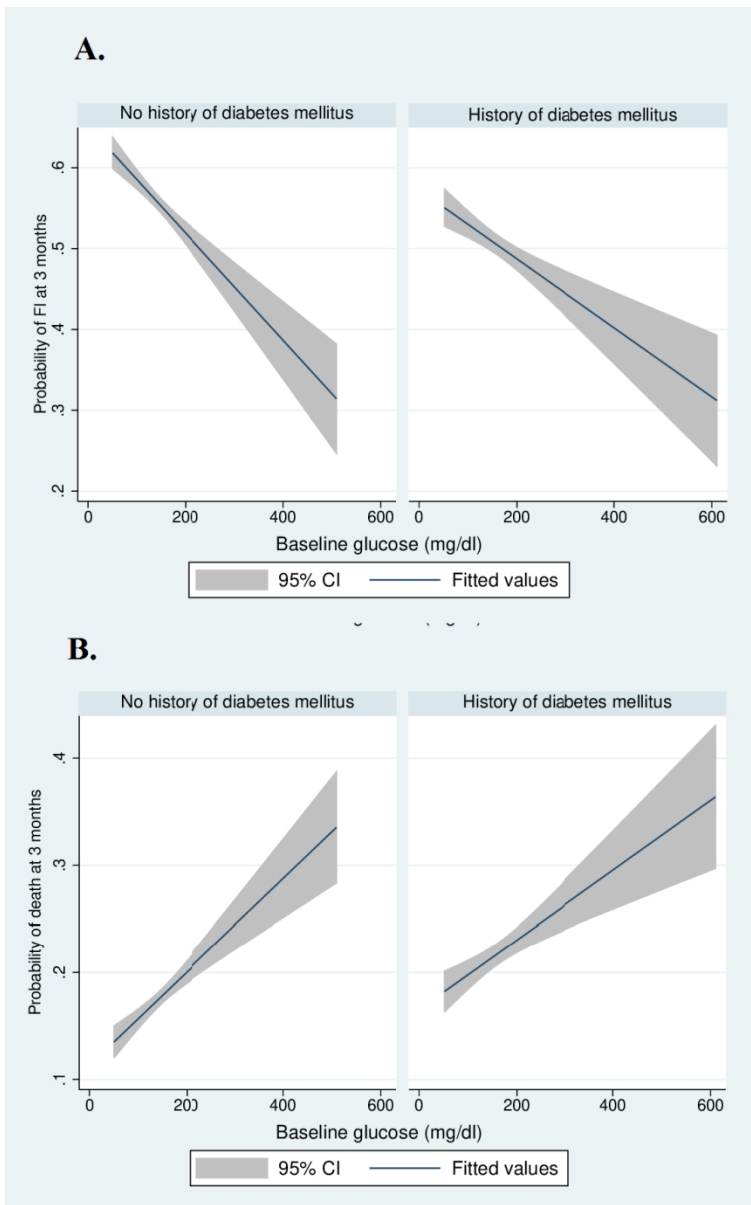 A.
No history of diabetes mellitus
History of diabetes mellitus
Probability of FI at 3 months
.6
.5
.4
.3
.2
0 200 400 600
0 200 400 600
Baseline glucose (mg/dl)
95% CI
Fitted values
B.
No history of diabetes mellitus
History of diabetes mellitus
Probability of death at 3 months
.4
.3
.2
.1
0 200 400 600
0 200 400 600
Baseline glucose (mg/dl)
95% CI
Fitted values